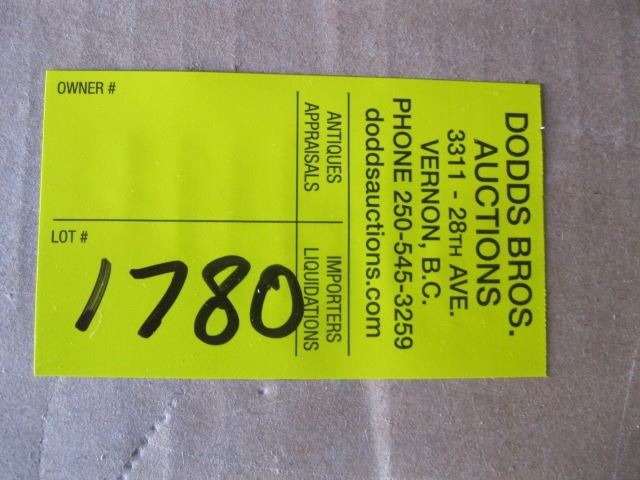 DODDS BROS.
AUCTIONS
3311 - 28TH AVE.
VERNON, B.C.
PHONE 250-545-3259
doddsauctions.com
ANTIQUES
APPRAISALS
IMPORTERS
LIQUIDATIONS
OWNER #
LOT #
1780